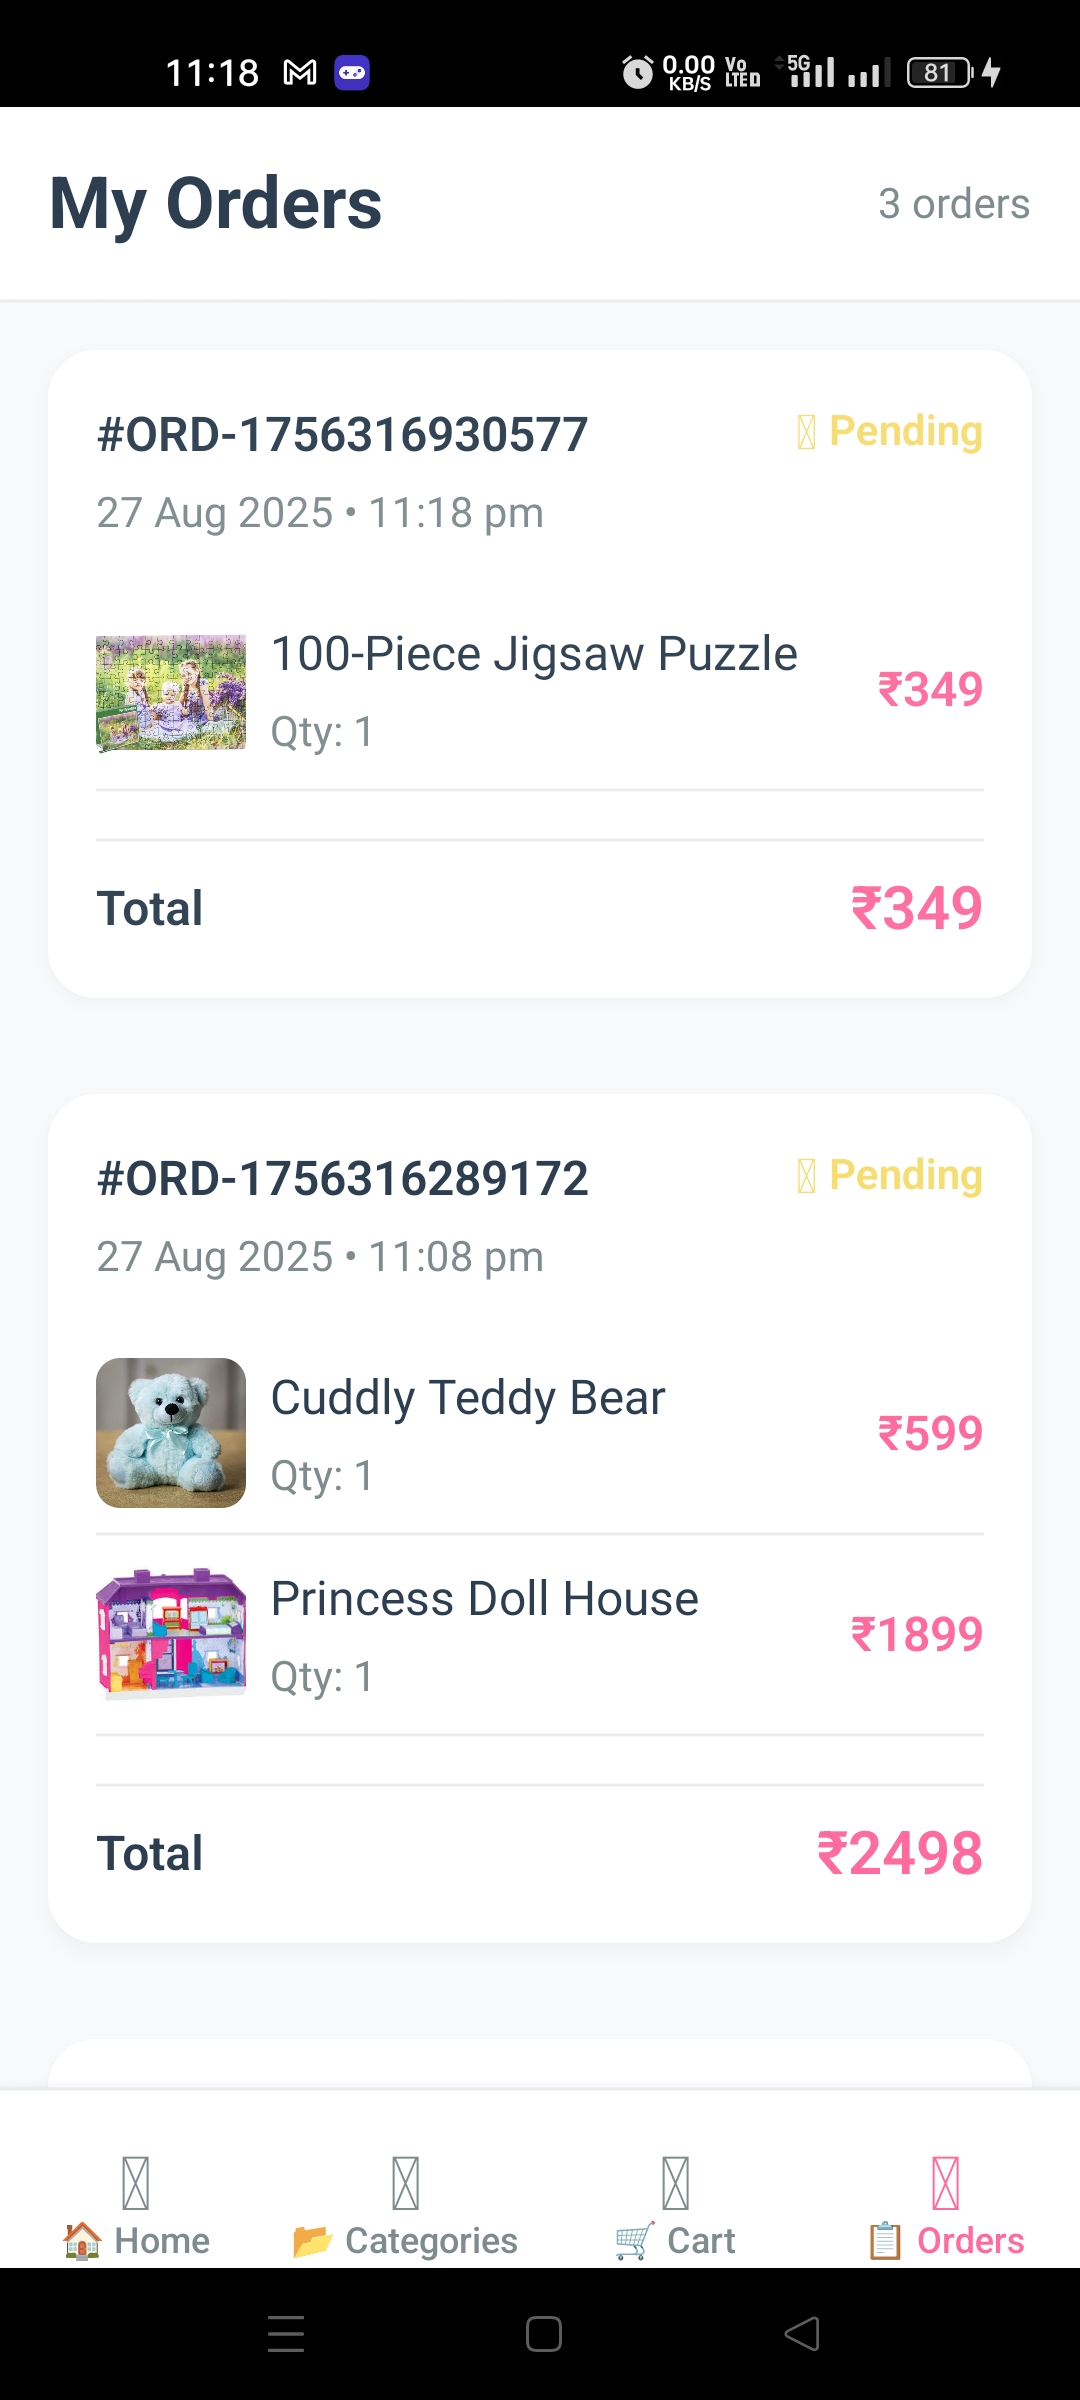 11:18
0.00
KB/S
Vo
LTED
5G
81
My Orders
3 orders
#ORD-1756316930577
Pending
27 Aug 2025 • 11:18 pm
100-Piece Jigsaw Puzzle
Qty: 1
₹349
Total
₹349
#ORD-1756316289172
Pending
27 Aug 2025 • 11:08 pm
Cuddly Teddy Bear
Qty: 1
₹599
Princess Doll House
Qty: 1
₹1899
Total
₹2498
🏠 Home
📂 Categories
🛒 Cart
📋 Orders